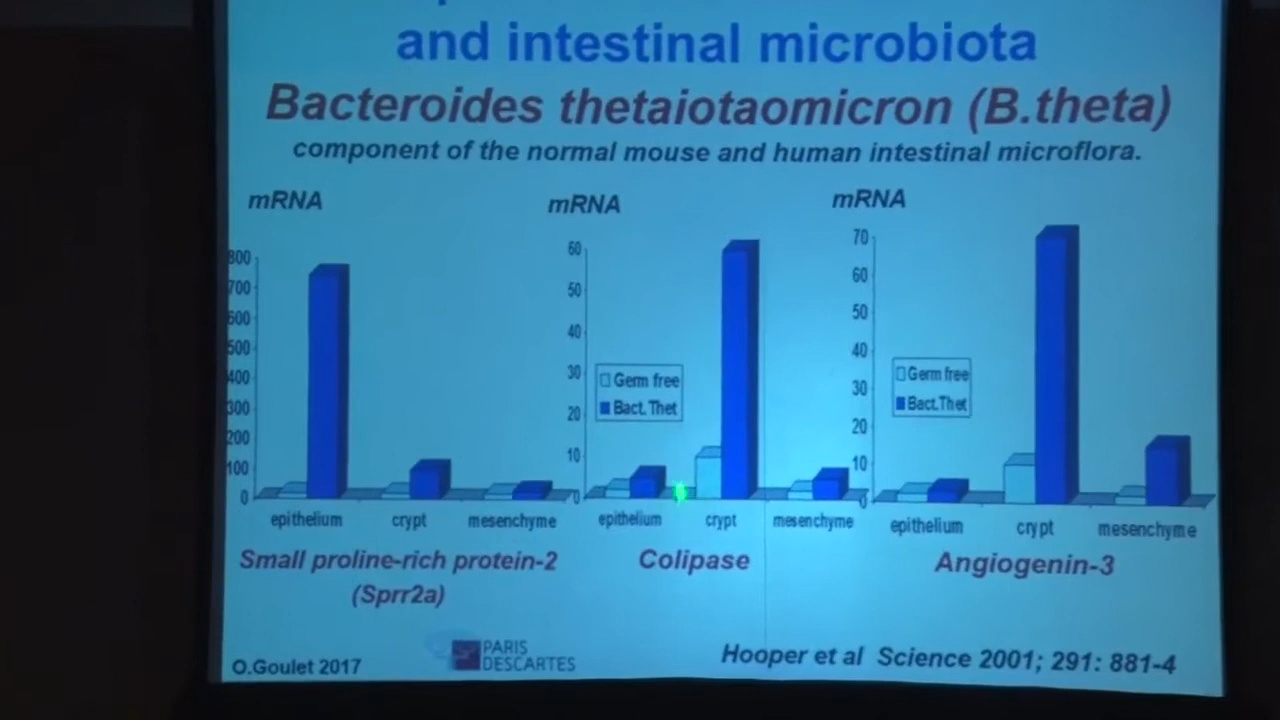 and intestinal microbiota
Bacteroides thetaiotaomicron (B.theta)
component of the normal mouse and human intestinal microflora.
mRNA
800
700
600
500
400
300
200
100
0
epithelium crypt mesenchyme
Small proline-rich protein-2
(Sprr2a)
mRNA
60
50
40
30
20
10
0
Germ free
Bact. Thet
epithelium crypt mesenchyme
Colipase
mRNA
70
60
50
40
30
20
10
0
Germ free
Bact.Thet
epithelium crypt mesenchyme
Angiogenin-3
O.Goulet 2017
PARIS
DESCARTES
Hooper et al Science 2001; 291: 881-4